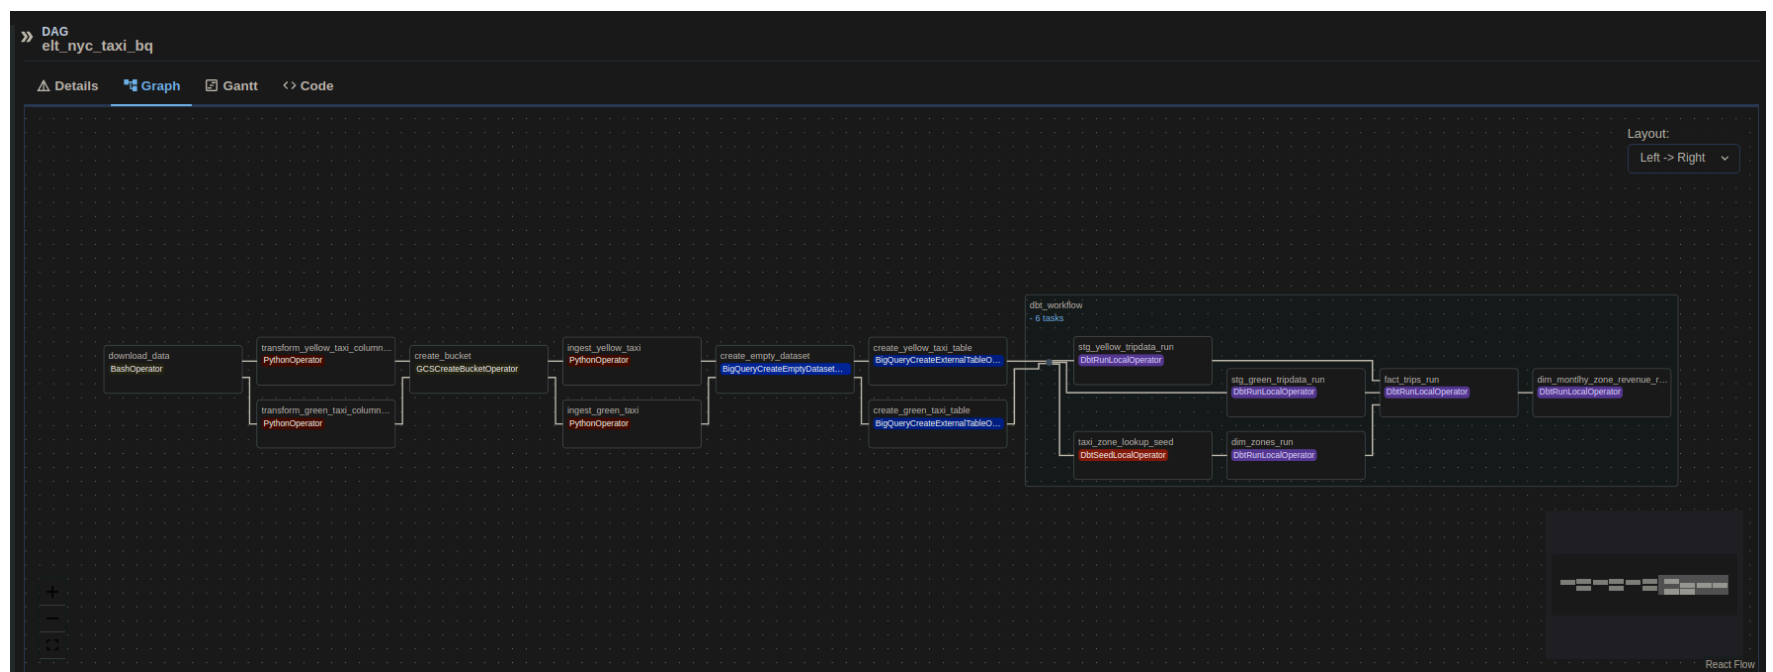 DAG
elt_nyc_taxi_bq
Details
Graph
Gantt
Code
Layout:
Left -> Right
dbt_workflow
- 6 tasks
download_data
BashOperator
transform_yellow_taxi_column...
PythonOperator
transform_green_taxi_column...
PythonOperator
create_bucket
GCSCreateBucketOperator
ingest_yellow_taxi
PythonOperator
ingest_green_taxi
PythonOperator
create_empty_dataset
BigQueryCreateEmptyDataset...
create_yellow_taxi_table
BigQueryCreateExternalTableO...
create_green_taxi_table
BigQueryCreateExternalTableO...
stg_yellow_tripdata_run
DbtRunLocalOperator
stg_green_tripdata_run
DbtRunLocalOperator
taxi_zone_lookup_seed
DbtSeedLocalOperator
dim_zones_run
DbtRunLocalOperator
fact_trips_run
DbtRunLocalOperator
dim_montlhy_zone_revenue_r...
DbtRunLocalOperator
React Flow